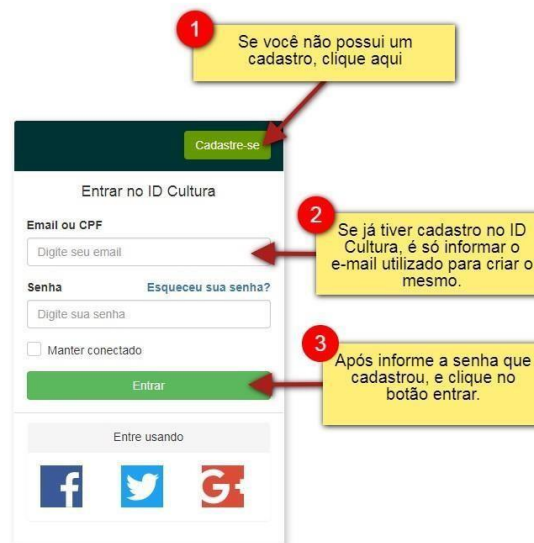 1
Se você não possui um
cadastro, clique aqui
Cadastre-se
Entrar no ID Cultura
Email ou CPF
Digite seu email
2
Se já tiver cadastro no ID
Cultura, é só informar o
e-mail utilizado para criar o
mesmo.
Senha
Esqueceu sua senha?
Digite sua senha
Manter conectado
3
Após informe a senha que
cadastrou, e clique no
botão entrar.
Entrar
Entre usando
f
G+